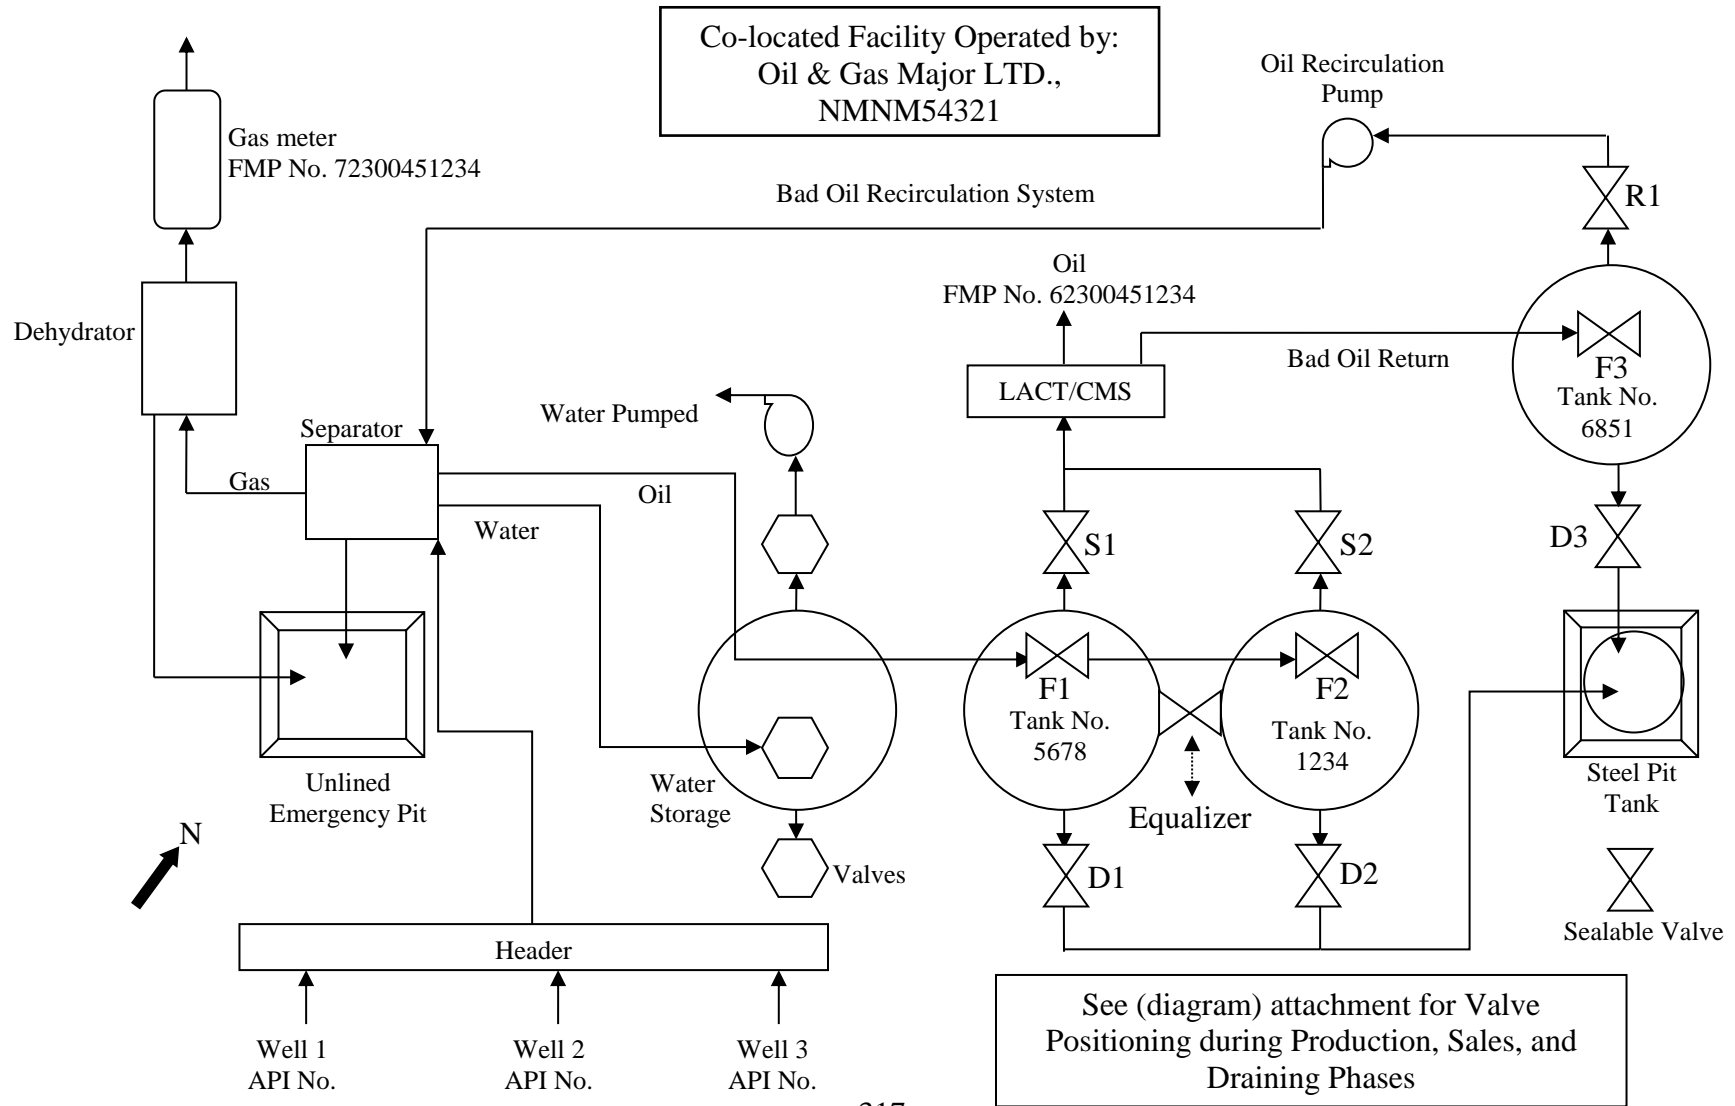 Co-located Facility Operated by:
Oil & Gas Major LTD.,
NMNM54321
Oil Recirculation
Pump
Gas meter
FMP No. 72300451234
Bad Oil Recirculation System
R1
Oil
FMP No. 62300451234
Dehydrator
Bad Oil Return
F3
Tank No.
6851
LACT/CMS
Water Pumped
Separator
Gas
Oil
Water
S1
S2
D3
F1
Tank No.
5678
F2
Tank No.
1234
Unlined
Emergency Pit
Water
Storage
Equalizer
Steel Pit
Tank
N
Valves
D1
D2
Sealable Valve
Header
See (diagram) attachment for Valve
Positioning during Production, Sales, and
Draining Phases
Well 1
API No.
Well 2
API No.
Well 3
API No.